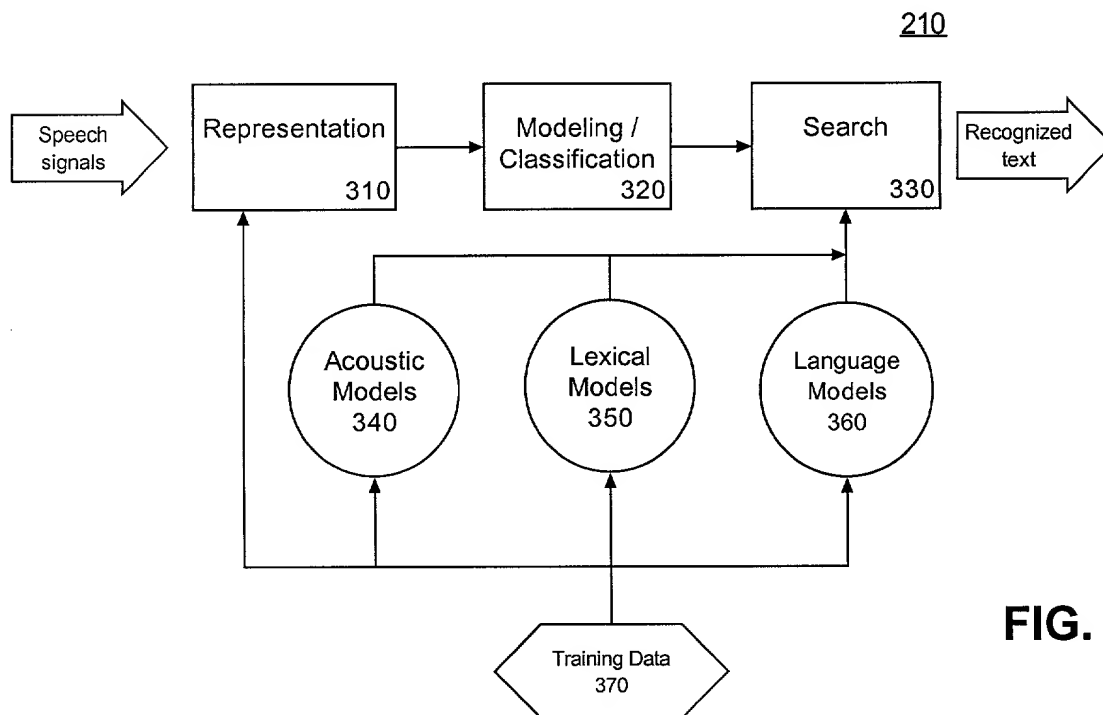 210
Speech
signals
Representation
310
Modeling /
Classification
320
Search
330
Recognized
text
Acoustic
Models
340
Lexical
Models
350
Language
Models
360
Training Data
370
FIG.